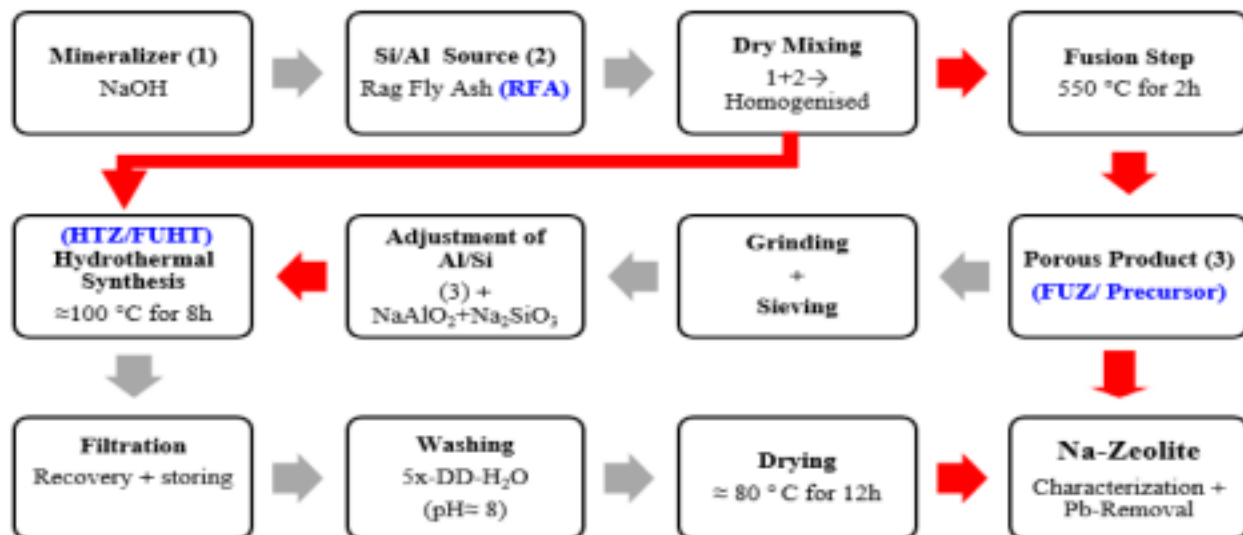 Mineralizer (1)
NaOH
Si/Al Source (2)
Rag Fly Ash (RFA)
Dry Mixing
1+2→
Homogenised
Fusion Step
550 °C for 2h
(HTZ/FUHT)
Hydrothermal
Synthesis
≈100 °C for 8h
Adjustment of
Al/Si
(3) +
NaAlO₂+Na₂SiO₃
Grinding
+
Sieving
Porous Product (3)
(FUZ/ Precursor)
Filtration
Recovery + storing
Washing
5x-DD-H₂O
(pH≈ 8)
Drying
≈ 80 ° C for 12h
Na-Zeolite
Characterization +
Pb-Removal